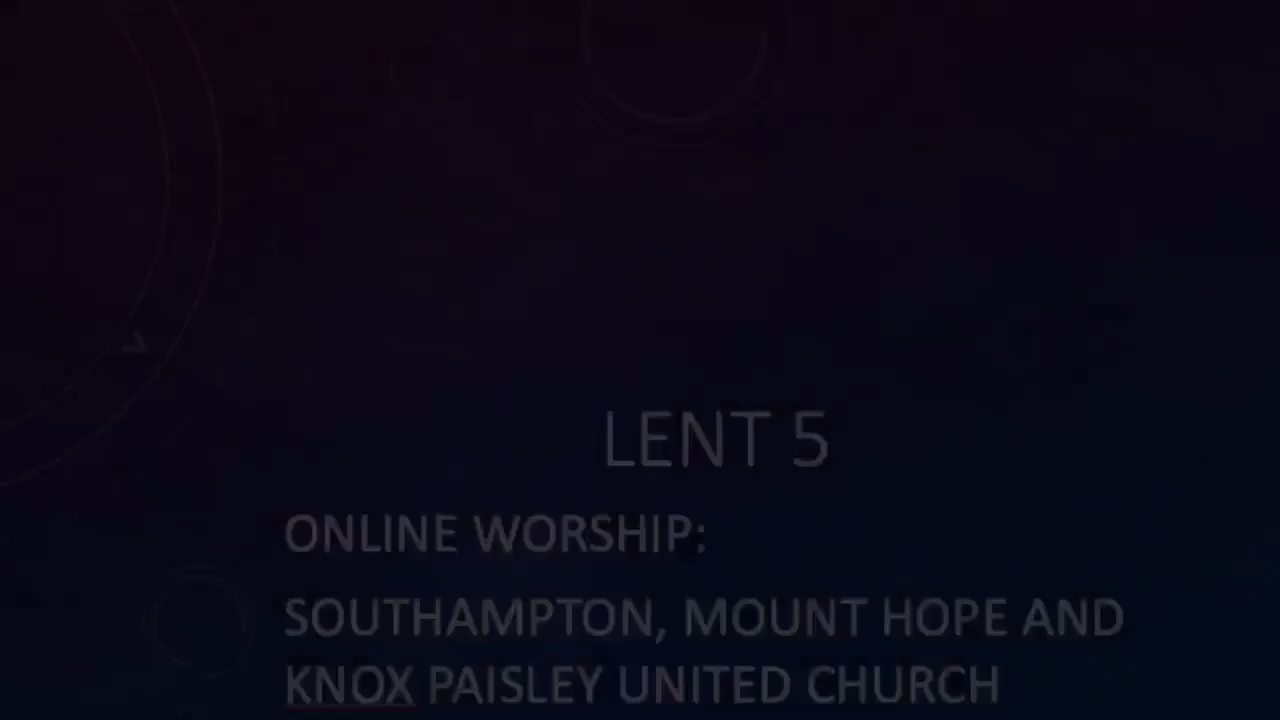 LENT 5
ONLINE WORSHIP:
SOUTHAMPTON, MOUNT HOPE AND
KNOX PAISLEY UNITED CHURCH